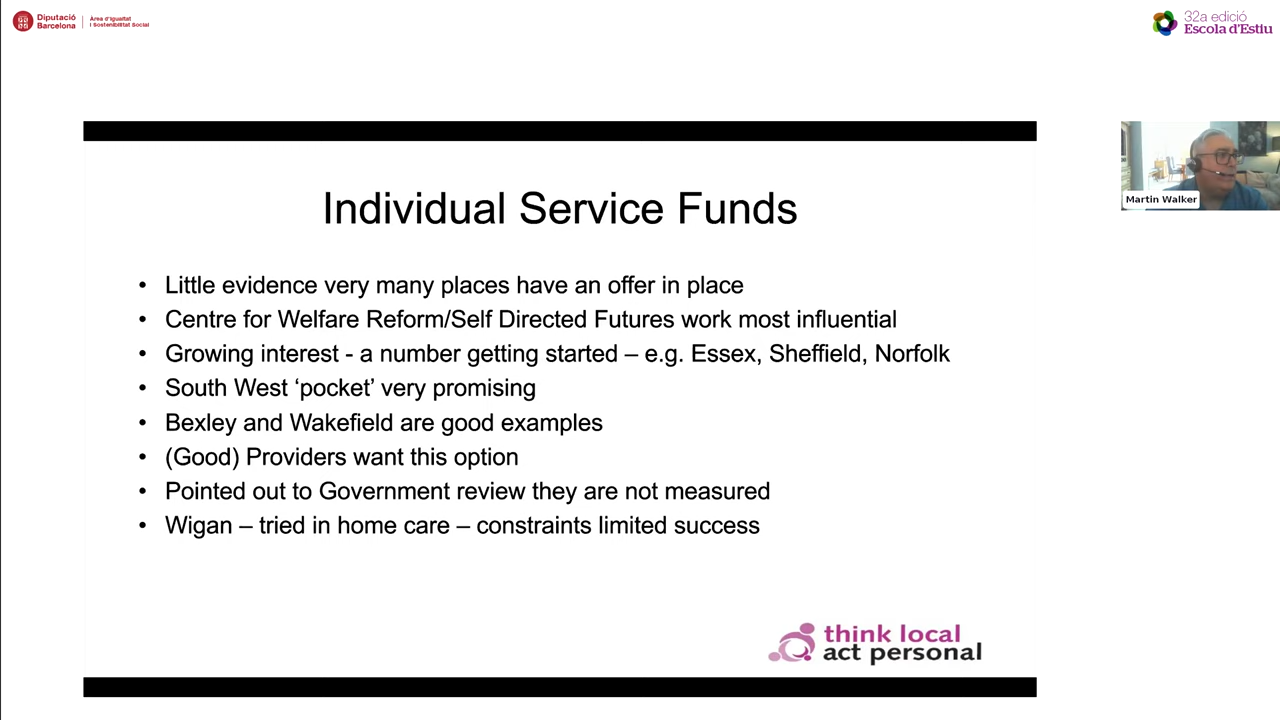 Diputació
Barcelona
Àrea d'Igualtat
i Sostenibilitat Social
32a edició
Escola d'Estiu
Martin Walker
Individual Service Funds
• Little evidence very many places have an offer in place
• Centre for Welfare Reform/Self Directed Futures work most influential
• Growing interest - a number getting started – e.g. Essex, Sheffield, Norfolk
• South West ‘pocket’ very promising
• Bexley and Wakefield are good examples
• (Good) Providers want this option
• Pointed out to Government review they are not measured
• Wigan – tried in home care – constraints limited success
think local
act personal